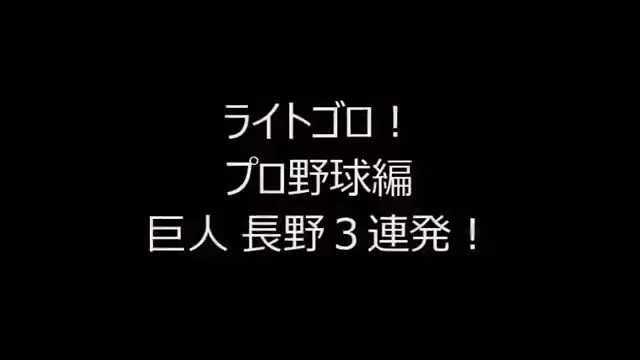 ライトゴロ！
プロ野球編
巨人 長野３連発！